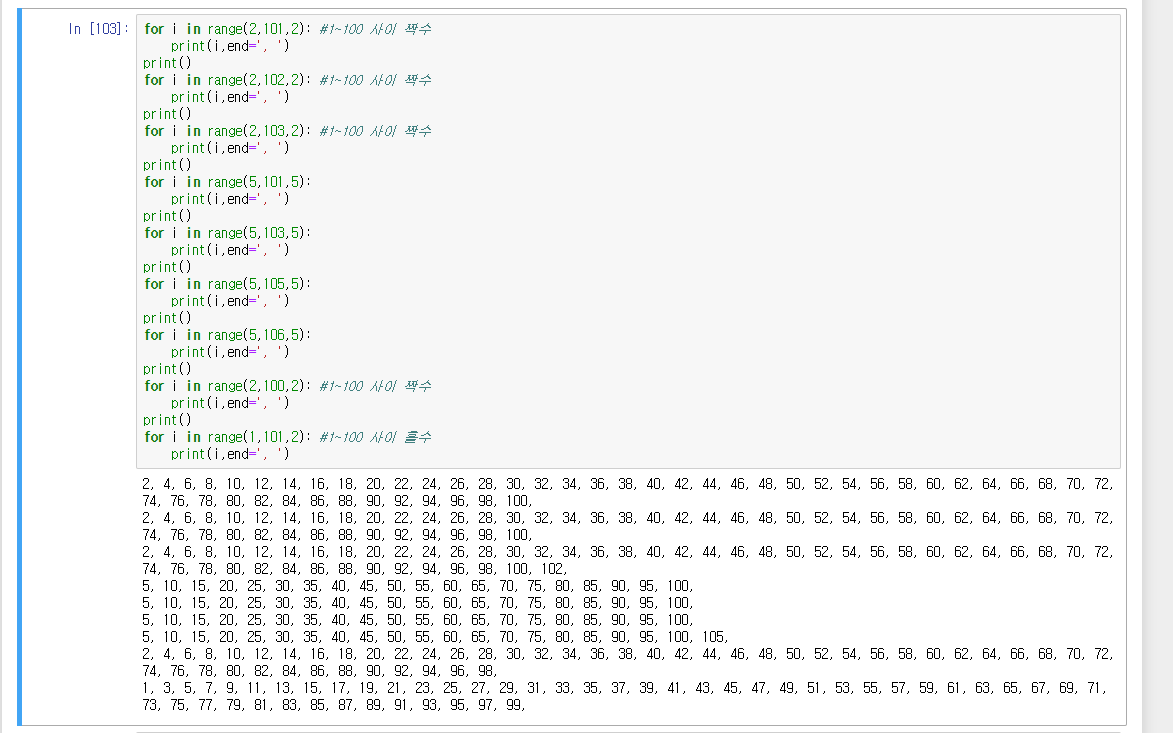 In [103]: for i in range(2,101,2): #1~100 사이 짝수
    print(i,end=', ')
print()
for i in range(2,102,2): #1~100 사이 짝수
    print(i,end=', ')
print()
for i in range(2,103,2): #1~100 사이 짝수
    print(i,end=', ')
print()
for i in range(5,101,5):
    print(i,end=', ')
print()
for i in range(5,103,5):
    print(i,end=', ')
print()
for i in range(5,105,5):
    print(i,end=', ')
print()
for i in range(5,106,5):
    print(i,end=', ')
print()
for i in range(2,100,2): #1~100 사이 짝수
    print(i,end=', ')
print()
for i in range(1,101,2): #1~100 사이 홀수
    print(i,end=', ')
2, 4, 6, 8, 10, 12, 14, 16, 18, 20, 22, 24, 26, 28, 30, 32, 34, 36, 38, 40, 42, 44, 46, 48, 50, 52, 54, 56, 58, 60, 62, 64, 66, 68, 70, 72,
74, 76, 78, 80, 82, 84, 86, 88, 90, 92, 94, 96, 98, 100,
2, 4, 6, 8, 10, 12, 14, 16, 18, 20, 22, 24, 26, 28, 30, 32, 34, 36, 38, 40, 42, 44, 46, 48, 50, 52, 54, 56, 58, 60, 62, 64, 66, 68, 70, 72,
74, 76, 78, 80, 82, 84, 86, 88, 90, 92, 94, 96, 98, 100,
2, 4, 6, 8, 10, 12, 14, 16, 18, 20, 22, 24, 26, 28, 30, 32, 34, 36, 38, 40, 42, 44, 46, 48, 50, 52, 54, 56, 58, 60, 62, 64, 66, 68, 70, 72,
74, 76, 78, 80, 82, 84, 86, 88, 90, 92, 94, 96, 98, 100, 102,
5, 10, 15, 20, 25, 30, 35, 40, 45, 50, 55, 60, 65, 70, 75, 80, 85, 90, 95, 100,
5, 10, 15, 20, 25, 30, 35, 40, 45, 50, 55, 60, 65, 70, 75, 80, 85, 90, 95, 100,
5, 10, 15, 20, 25, 30, 35, 40, 45, 50, 55, 60, 65, 70, 75, 80, 85, 90, 95, 100,
5, 10, 15, 20, 25, 30, 35, 40, 45, 50, 55, 60, 65, 70, 75, 80, 85, 90, 95, 100, 105,
2, 4, 6, 8, 10, 12, 14, 16, 18, 20, 22, 24, 26, 28, 30, 32, 34, 36, 38, 40, 42, 44, 46, 48, 50, 52, 54, 56, 58, 60, 62, 64, 66, 68, 70, 72,
74, 76, 78, 80, 82, 84, 86, 88, 90, 92, 94, 96, 98,
1, 3, 5, 7, 9, 11, 13, 15, 17, 19, 21, 23, 25, 27, 29, 31, 33, 35, 37, 39, 41, 43, 45, 47, 49, 51, 53, 55, 57, 59, 61, 63, 65, 67, 69, 71,
73, 75, 77, 79, 81, 83, 85, 87, 89, 91, 93, 95, 97, 99,